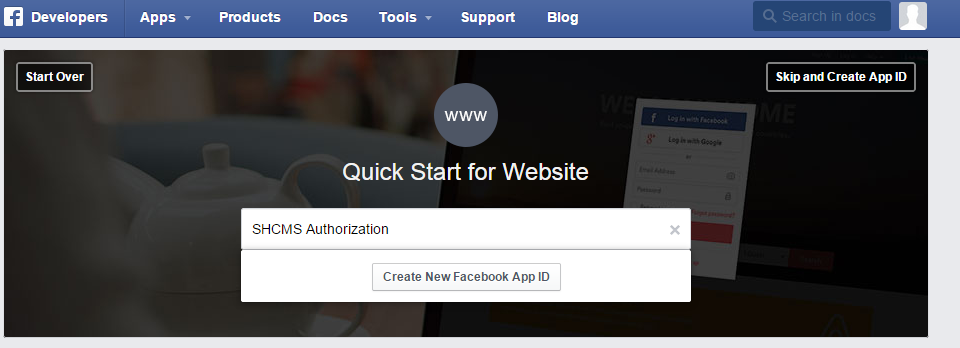 Developers Apps Products Docs Tools Support Blog Search in docs
Start Over
Skip and Create App ID
www
Quick Start for Website
SHCMS Authorization
Create New Facebook App ID
Log in with Facebook
Log in with Google
or
Email Address
Password